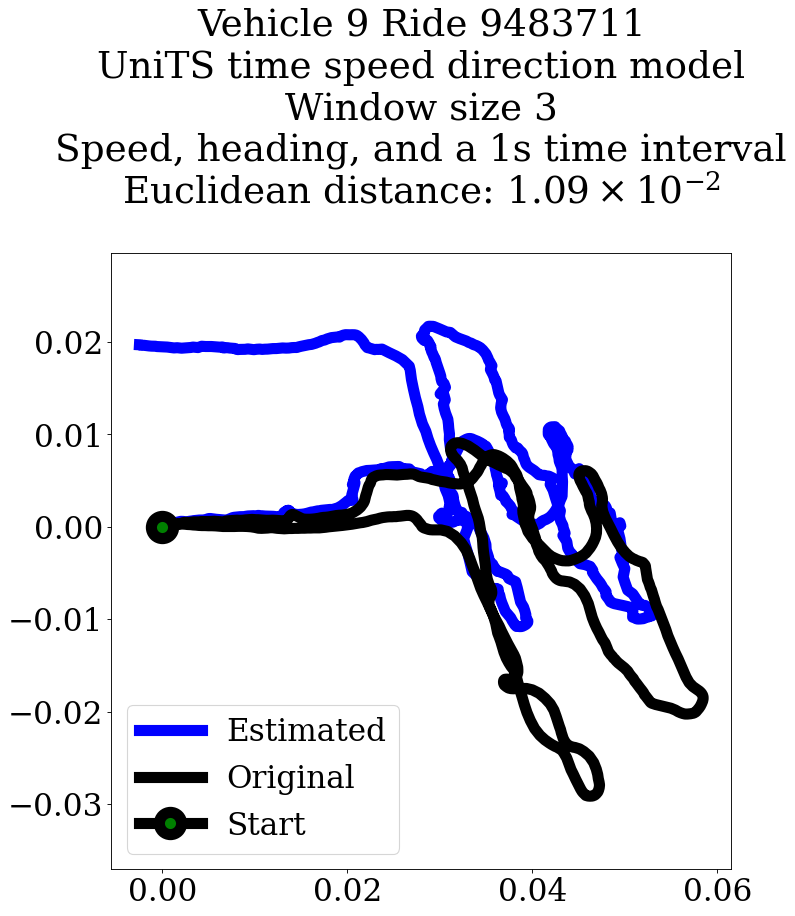 Vehicle 9 Ride 9483711
UniTS time speed direction model
Window size 3
Speed, heading, and a 1s time interval
Euclidean distance: 1.09 × 10⁻²
0.02
0.01
0.00
−0.01
−0.02
−0.03
Estimated
Original
Start
0.00 0.02 0.04 0.06